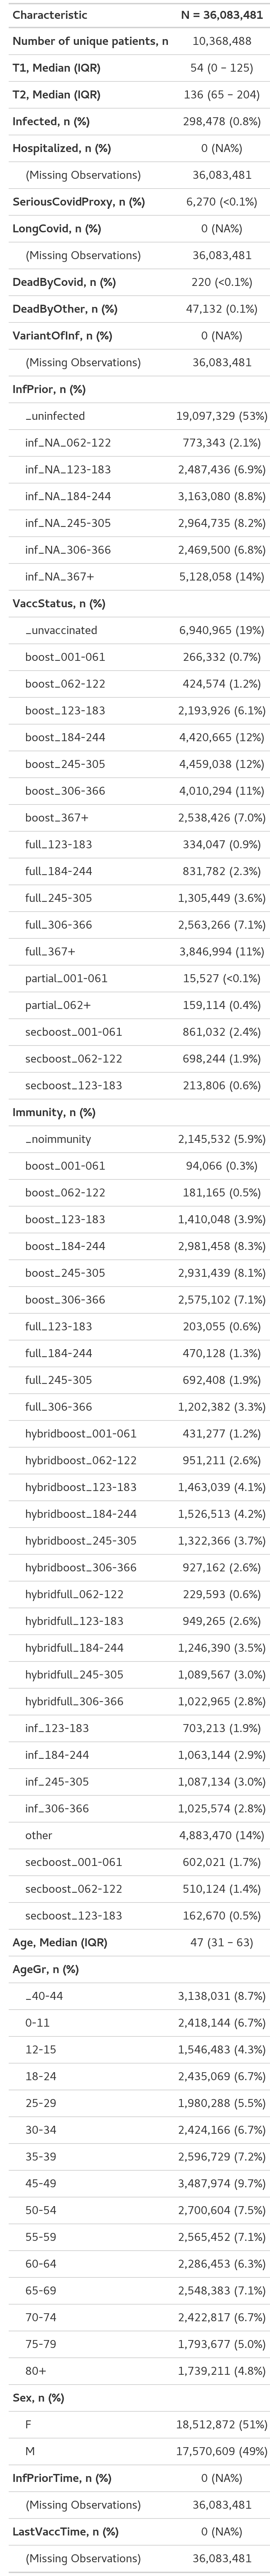 Characteristic N = 36,083,481
Number of unique patients, n 10,368,488
T1, Median (IQR) 54 (0 – 125)
T2, Median (IQR) 136 (65 – 204)
Infected, n (%) 298,478 (0.8%)
Hospitalized, n (%) 0 (NA%)
(Missing Observations) 36,083,481
SeriousCovidProxy, n (%) 6,270 (<0.1%)
LongCovid, n (%) 0 (NA%)
(Missing Observations) 36,083,481
DeadByCovid, n (%) 220 (<0.1%)
DeadByOther, n (%) 47,132 (0.1%)
VariantOfInf, n (%) 0 (NA%)
(Missing Observations) 36,083,481
InfPrior, n (%)
_uninfected 19,097,329 (53%)
inf_NA_062-122 773,343 (2.1%)
inf_NA_123-183 2,487,436 (6.9%)
inf_NA_184-244 3,163,080 (8.8%)
inf_NA_245-305 2,964,735 (8.2%)
inf_NA_306-366 2,469,500 (6.8%)
inf_NA_367+ 5,128,058 (14%)
VaccStatus, n (%)
_unvaccinated 6,940,965 (19%)
boost_001-061 266,332 (0.7%)
boost_062-122 424,574 (1.2%)
boost_123-183 2,193,926 (6.1%)
boost_184-244 4,420,665 (12%)
boost_245-305 4,459,038 (12%)
boost_306-366 4,010,294 (11%)
boost_367+ 2,538,426 (7.0%)
full_123-183 334,047 (0.9%)
full_184-244 831,782 (2.3%)
full_245-305 1,305,449 (3.6%)
full_306-366 2,563,266 (7.1%)
full_367+ 3,846,994 (11%)
partial_001-061 15,527 (<0.1%)
partial_062+ 159,114 (0.4%)
secboost_001-061 861,032 (2.4%)
secboost_062-122 698,244 (1.9%)
secboost_123-183 213,806 (0.6%)
Immunity, n (%)
_noimmunity 2,145,532 (5.9%)
boost_001-061 94,066 (0.3%)
boost_062-122 181,165 (0.5%)
boost_123-183 1,410,048 (3.9%)
boost_184-244 2,981,458 (8.3%)
boost_245-305 2,931,439 (8.1%)
boost_306-366 2,575,102 (7.1%)
full_123-183 203,055 (0.6%)
full_184-244 470,128 (1.3%)
full_245-305 692,408 (1.9%)
full_306-366 1,202,382 (3.3%)
hybridboost_001-061 431,277 (1.2%)
hybridboost_062-122 951,211 (2.6%)
hybridboost_123-183 1,463,039 (4.1%)
hybridboost_184-244 1,526,513 (4.2%)
hybridboost_245-305 1,322,366 (3.7%)
hybridboost_306-366 927,162 (2.6%)
hybridfull_062-122 229,593 (0.6%)
hybridfull_123-183 949,265 (2.6%)
hybridfull_184-244 1,246,390 (3.5%)
hybridfull_245-305 1,089,567 (3.0%)
hybridfull_306-366 1,022,965 (2.8%)
inf_123-183 703,213 (1.9%)
inf_184-244 1,063,144 (2.9%)
inf_245-305 1,087,134 (3.0%)
inf_306-366 1,025,574 (2.8%)
other 4,883,470 (14%)
secboost_001-061 602,021 (1.7%)
secboost_062-122 510,124 (1.4%)
secboost_123-183 162,670 (0.5%)
Age, Median (IQR) 47 (31 – 63)
AgeGr, n (%)
_40-44 3,138,031 (8.7%)
0-11 2,418,144 (6.7%)
12-15 1,546,483 (4.3%)
18-24 2,435,069 (6.7%)
25-29 1,980,288 (5.5%)
30-34 2,424,166 (6.7%)
35-39 2,596,729 (7.2%)
45-49 3,487,974 (9.7%)
50-54 2,700,604 (7.5%)
55-59 2,565,452 (7.1%)
60-64 2,286,453 (6.3%)
65-69 2,548,383 (7.1%)
70-74 2,422,817 (6.7%)
75-79 1,793,677 (5.0%)
80+ 1,739,211 (4.8%)
Sex, n (%)
F 18,512,872 (51%)
M 17,570,609 (49%)
InfPriorTime, n (%) 0 (NA%)
(Missing Observations) 36,083,481
LastVaccTime, n (%) 0 (NA%)
(Missing Observations) 36,083,481